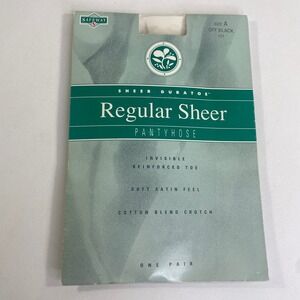 SAFEWAY
S
SIZE A
OFF BLACK
SHEER DURATOE
Regular Sheer
PANTYHOSE
INVISIBLE
REINFORCED TOE
SOFT SATIN FEEL
COTTON BLEND CROTCH
ONE PAIR